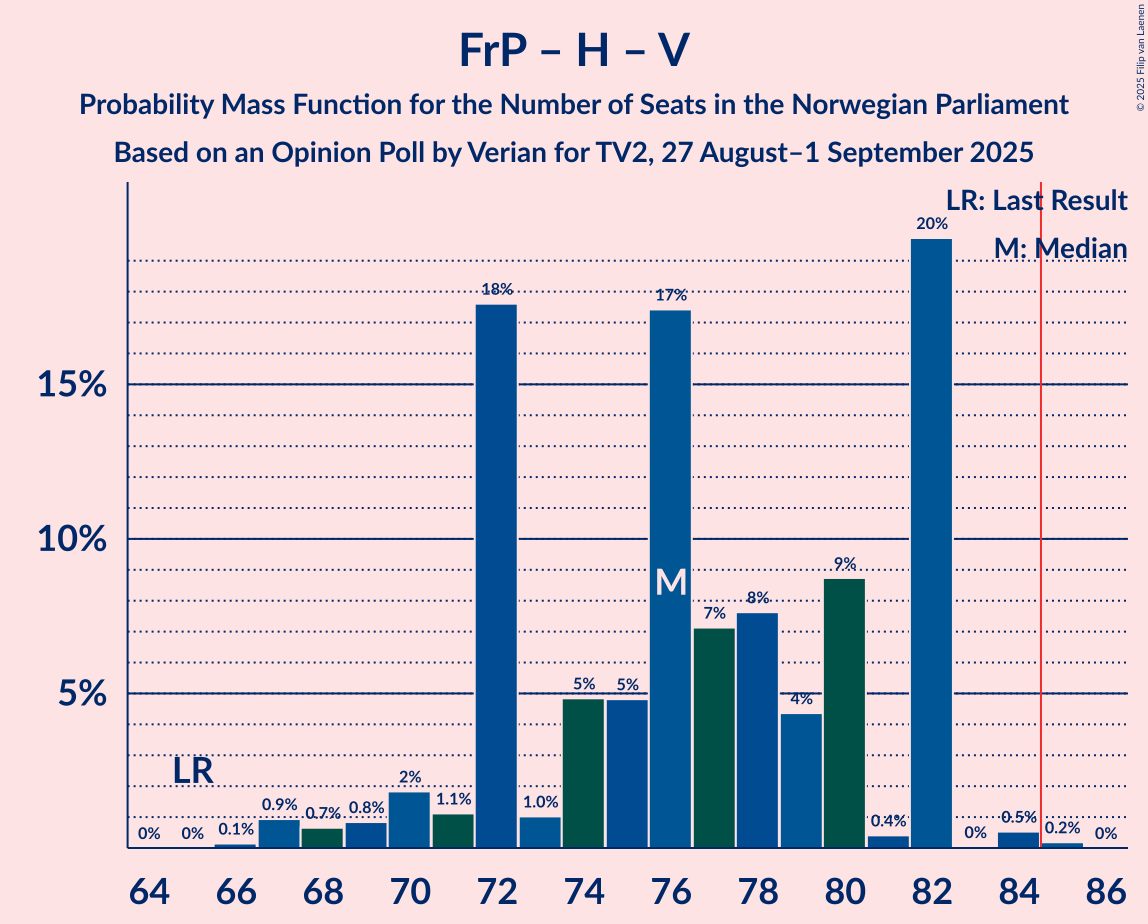 FrP – H – V
Probability Mass Function for the Number of Seats in the Norwegian Parliament
Based on an Opinion Poll by Verian for TV2, 27 August–1 September 2025
© 2025 Filip van Laenen
LR: Last Result
M: Median
15%
10%
5%
LR
M
0%
0%
0.1%
0.9%
0.7%
0.8%
2%
1.1%
18%
1.0%
5%
5%
17%
7%
8%
4%
9%
0.4%
20%
0%
0.5%
0.2%
0%
64 66 68 70 72 74 76 78 80 82 84 86